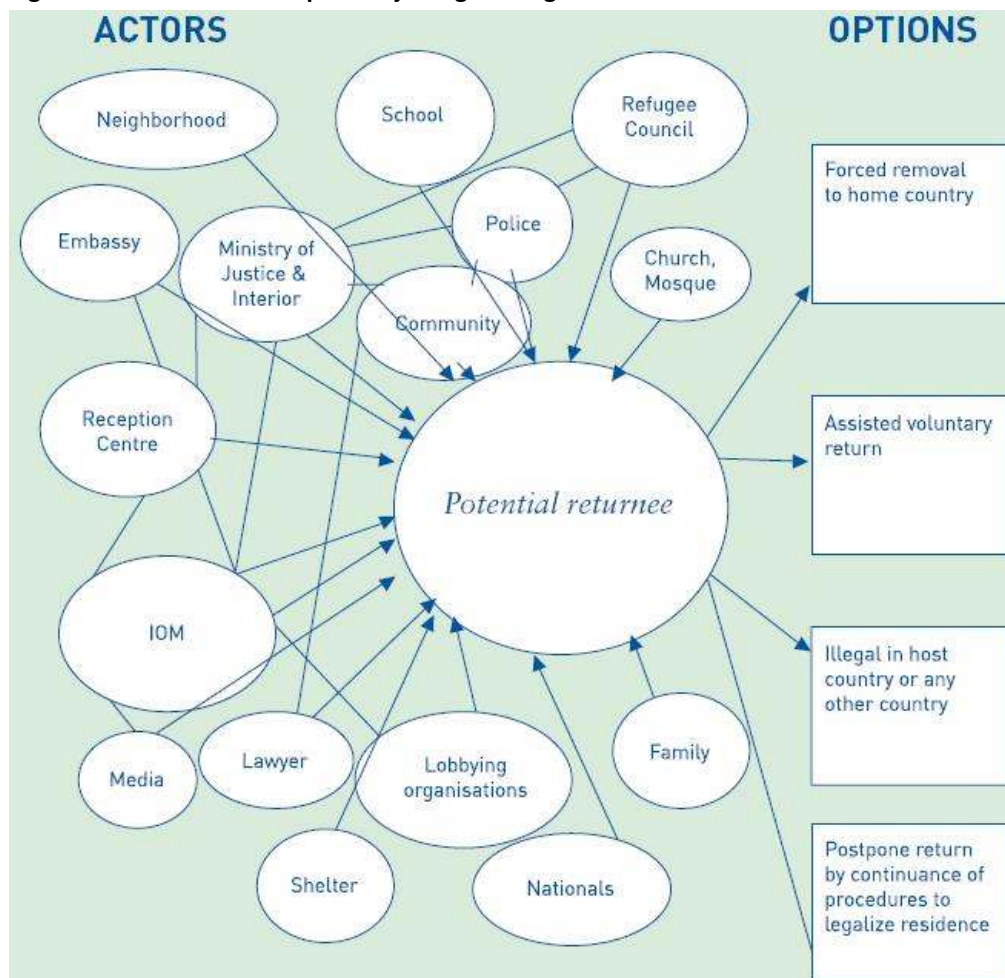 ACTORS
OPTIONS
Neighborhood
School
Refugee
Council
Embassy
Ministry of
Justice &
Interior
Police
Church,
Mosque
Community
Reception
Centre
Potential returnee
IOM
Media
Lawyer
Lobbying
organisations
Family
Shelter
Nationals
Forced removal
to home country
Assisted voluntary
return
Illegal in host
country or any
other country
Postpone return
by continuance of
procedures to
legalize residence